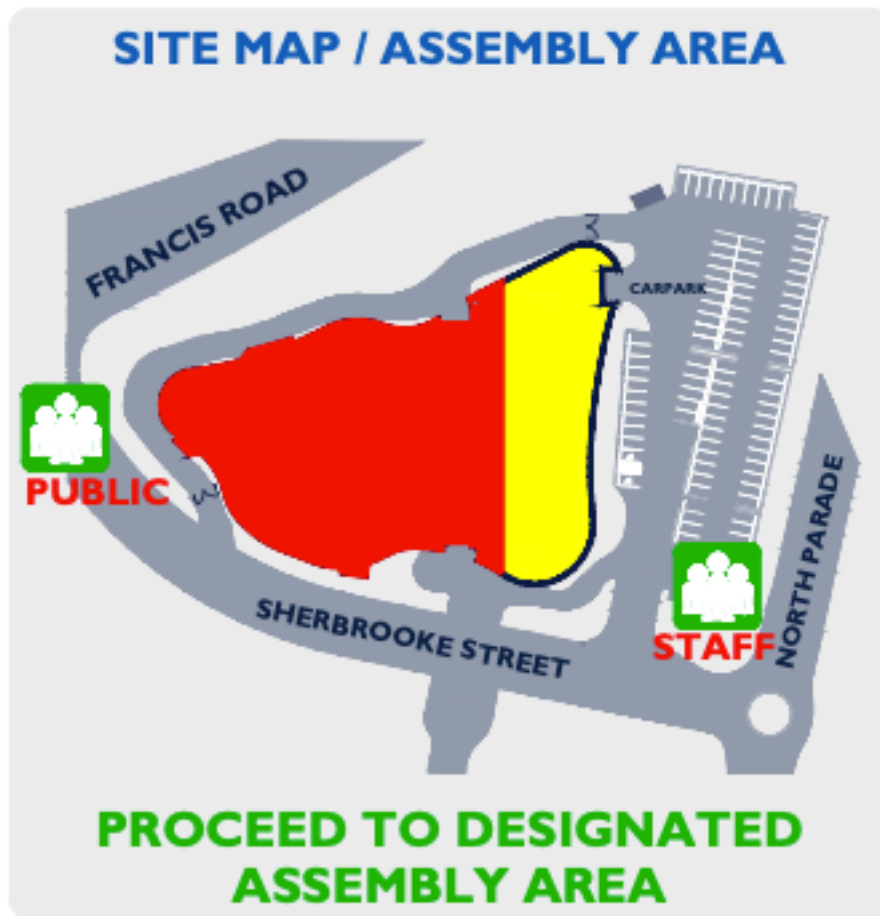 SITE MAP / ASSEMBLY AREA
FRANCIS ROAD
CARPARK
PUBLIC
NORTH PARADE
SHERBROOKE STREET
STAFF
PROCEED TO DESIGNATED
ASSEMBLY AREA